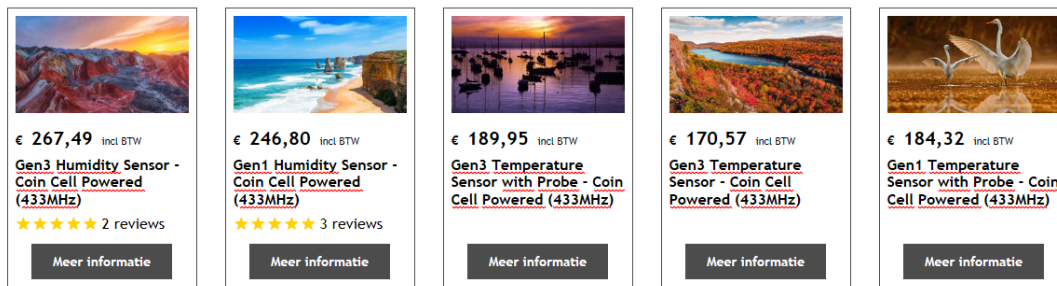 € 267,49 incl BTW
Gen3 Humidity Sensor -
Coin Cell Powered
(433MHz)
2 reviews
Meer informatie
€ 246,80 incl BTW
Gen1 Humidity Sensor -
Coin Cell Powered
(433MHz)
3 reviews
Meer informatie
€ 189,95 incl BTW
Gen3 Temperature
Sensor with Probe - Coin
Cell Powered (433MHz)
Meer informatie
€ 170,57 incl BTW
Gen3 Temperature
Sensor - Coin Cell
Powered (433MHz)
Meer informatie
€ 184,32 incl BTW
Gen1 Temperature
Sensor with Probe - Coin
Cell Powered (433MHz)
Meer informatie